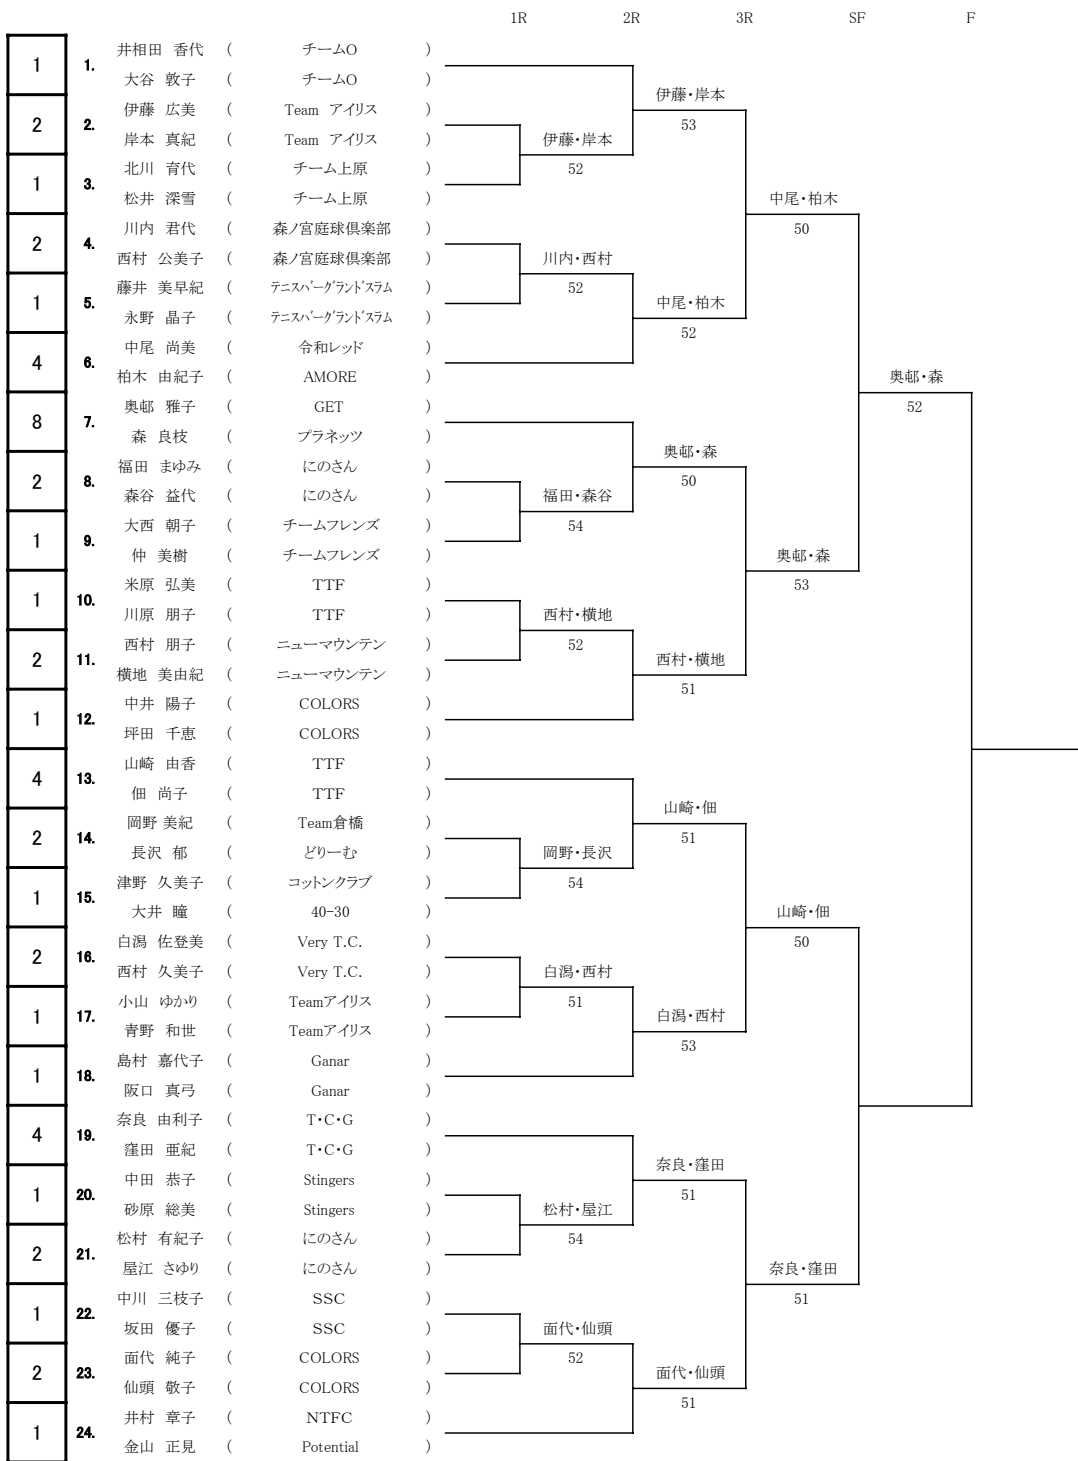 1R 2R 3R SF F
井相田 香代 ( チームO )
1 1.
大谷 敦子 ( チームO )
伊藤・岸本
伊藤 広美 ( Team アイリス )
2 2. 53
岸本 真紀 ( Team アイリス ) 伊藤・岸本
北川 育代 ( チーム上原 ) 52
1 3.
松井 深雪 ( チーム上原 ) 中尾・柏木
川内 君代 ( 森ノ宮庭球倶楽部 ) 50
2 4.
西村 公美子 ( 森ノ宮庭球倶楽部 ) 川内・西村
藤井 美早紀 ( テニスバーグランドスラム ) 52
1 5. 中尾・柏木
永野 晶子 ( テニスバーグランドスラム ) 52
中尾 尚美 ( 令和レッド )
4 6.
柏木 由紀子 ( AMORE ) 奥邨・森
奥邨 雅子 ( GET ) 52
8 7.
森 良枝 ( プラネッツ )
奥邨・森
福田 まゆみ ( にのさん )
2 8. 50
森谷 益代 ( にのさん ) 福田・森谷
大西 朝子 ( チームフレンズ ) 54
1 9.
仲 美樹 ( チームフレンズ ) 奥邨・森
米原 弘美 ( TTF ) 53
1 10.
川原 朋子 ( TTF ) 西村・横地
西村 朋子 ( ニューマウンテン ) 52
2 11. 西村・横地
横地 美由紀 ( ニューマウンテン ) 51
中井 陽子 ( COLORS )
1 12.
坪田 千恵 ( COLORS )
山崎 由香 ( TTF )
4 13.
佃 尚子 ( TTF )
山崎・佃
岡野 美紀 ( Team倉橋 )
2 14. 51
長沢 郁 ( どりーむ ) 岡野・長沢
津野 久美子 ( コットンクラブ ) 54
1 15.
大井 瞳 ( 40-30 ) 山崎・佃
白潟 佐登美 ( Very T.C. ) 50
2 16.
西村 久美子 ( Very T.C. ) 白潟・西村
小山 ゆかり ( Teamアイリス ) 51
1 17. 白潟・西村
青野 和世 ( Teamアイリス ) 53
島村 嘉代子 ( Ganar )
1 18.
阪口 真弓 ( Ganar )
奈良 由利子 ( T・C・G )
4 19.
窪田 亜紀 ( T・C・G )
奈良・窪田
中田 恭子 ( Stingers )
1 20. 51
砂原 総美 ( Stingers ) 松村・屋江
松村 有紀子 ( にのさん ) 54
2 21.
屋江 さゆり ( にのさん ) 奈良・窪田
中川 三枝子 ( SSC ) 51
1 22.
坂田 優子 ( SSC ) 面代・仙頭
面代 純子 ( COLORS ) 52
2 23. 面代・仙頭
仙頭 敬子 ( COLORS ) 51
井村 章子 ( NTFC )
1 24.
金山 正見 ( Potential )